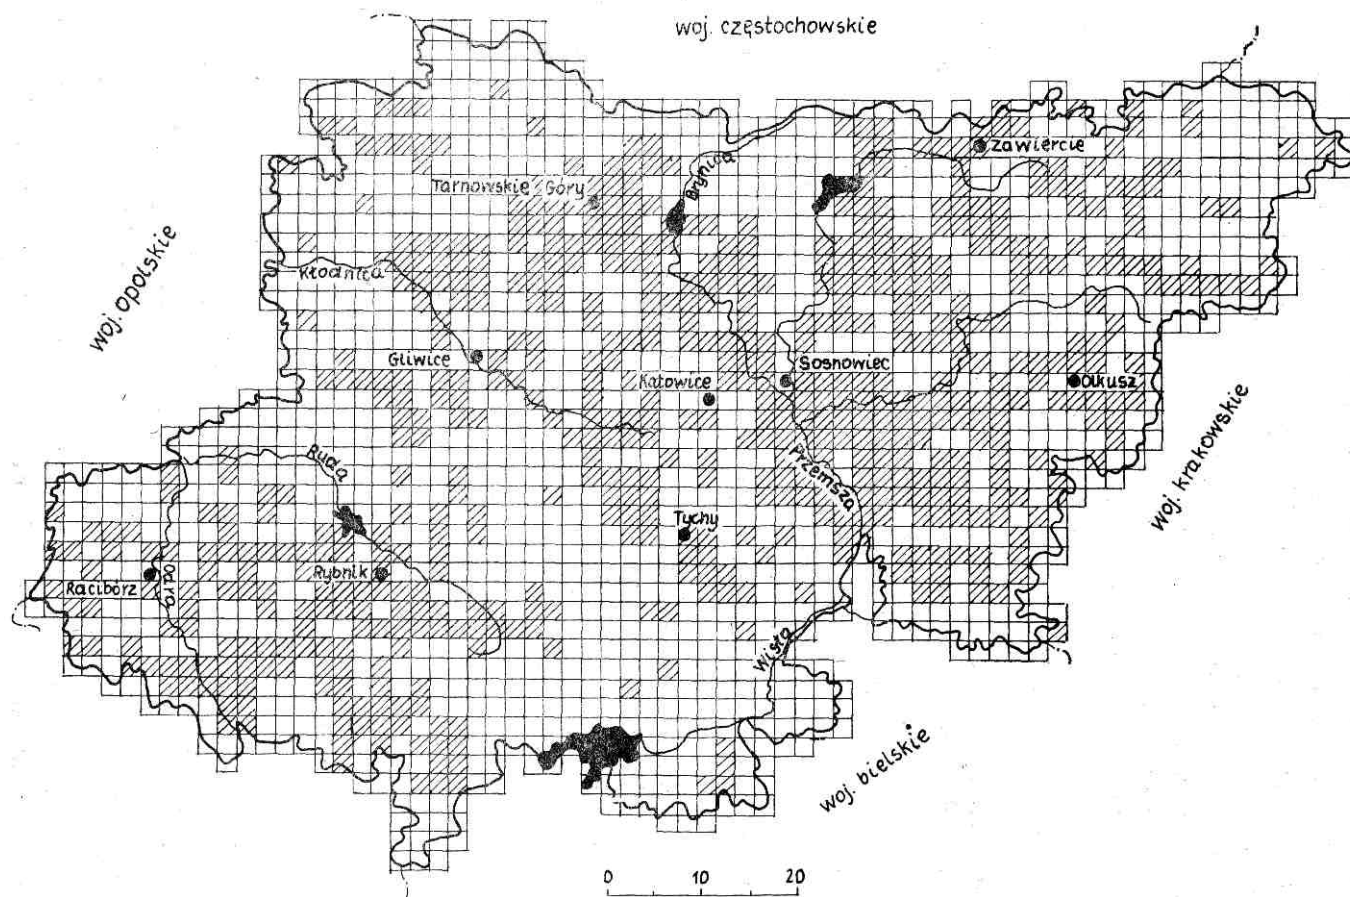 woj. częstochowskie
Zawiercie
Brynica
Tarnowskie Góry
woj. opolskie
Kłodnica
Gliwice
Sosnowiec
Katowice
Olkusz
woj. krakowskie
Ruda
Przemsza
Tychy
Racibórz
Odra
Rybnik
Wisła
woj. bielskie
0 10 20